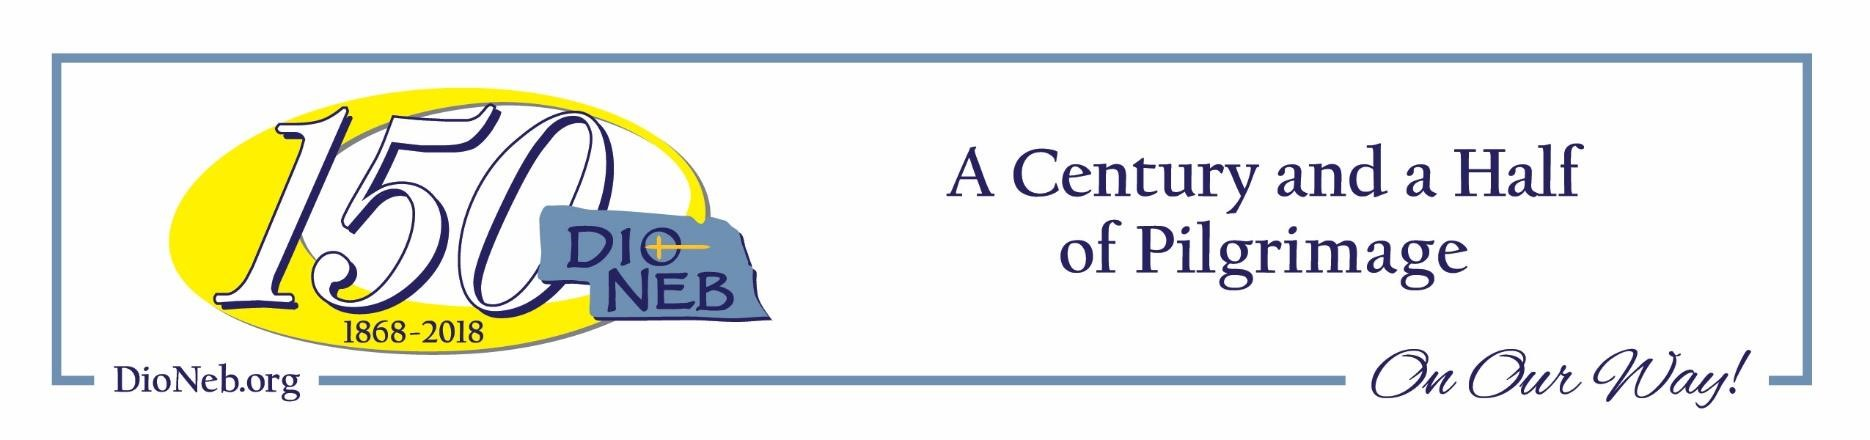 150
DIO
NEB
1868-2018
DioNeb.org
A Century and a Half
of Pilgrimage
On Our Way!